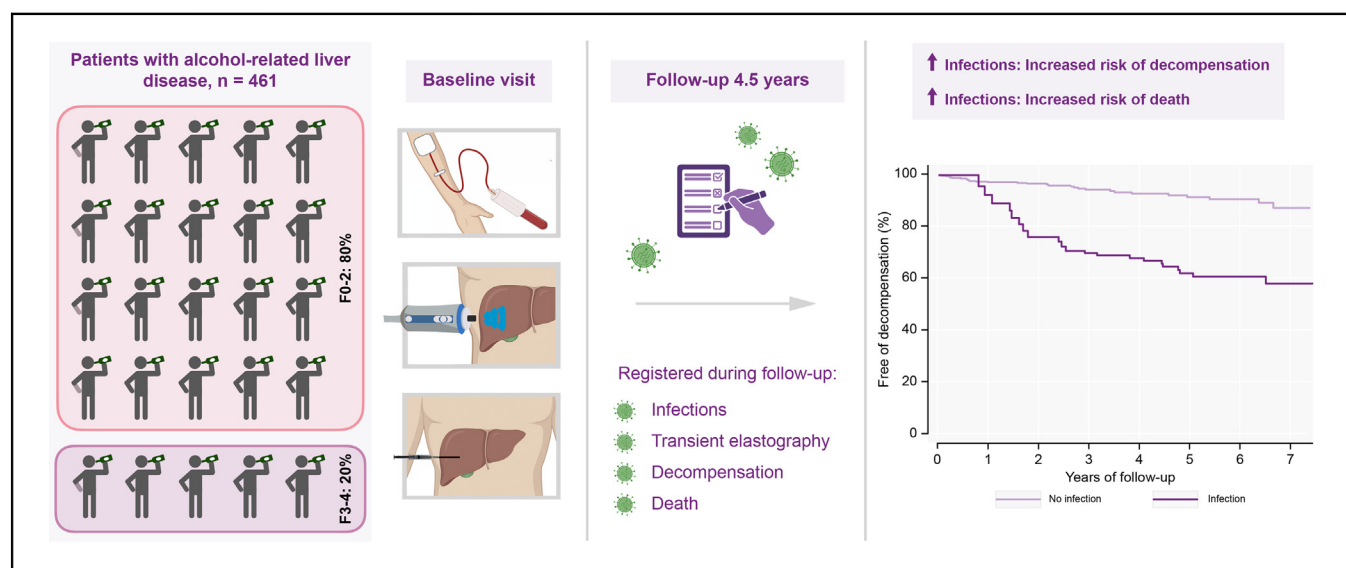 Patients with alcohol-related liver
disease, n = 461
F0-2: 80%
F3-4: 20%
Baseline visit
Follow-up 4.5 years
Registered during follow-up:
Infections
Transient elastography
Decompensation
Death
↑ Infections: Increased risk of decompensation
↑ Infections: Increased risk of death
Free of decompensation (%)
100
80
60
40
20
0
0 1 2 3 4 5 6 7
Years of follow-up
No infection Infection